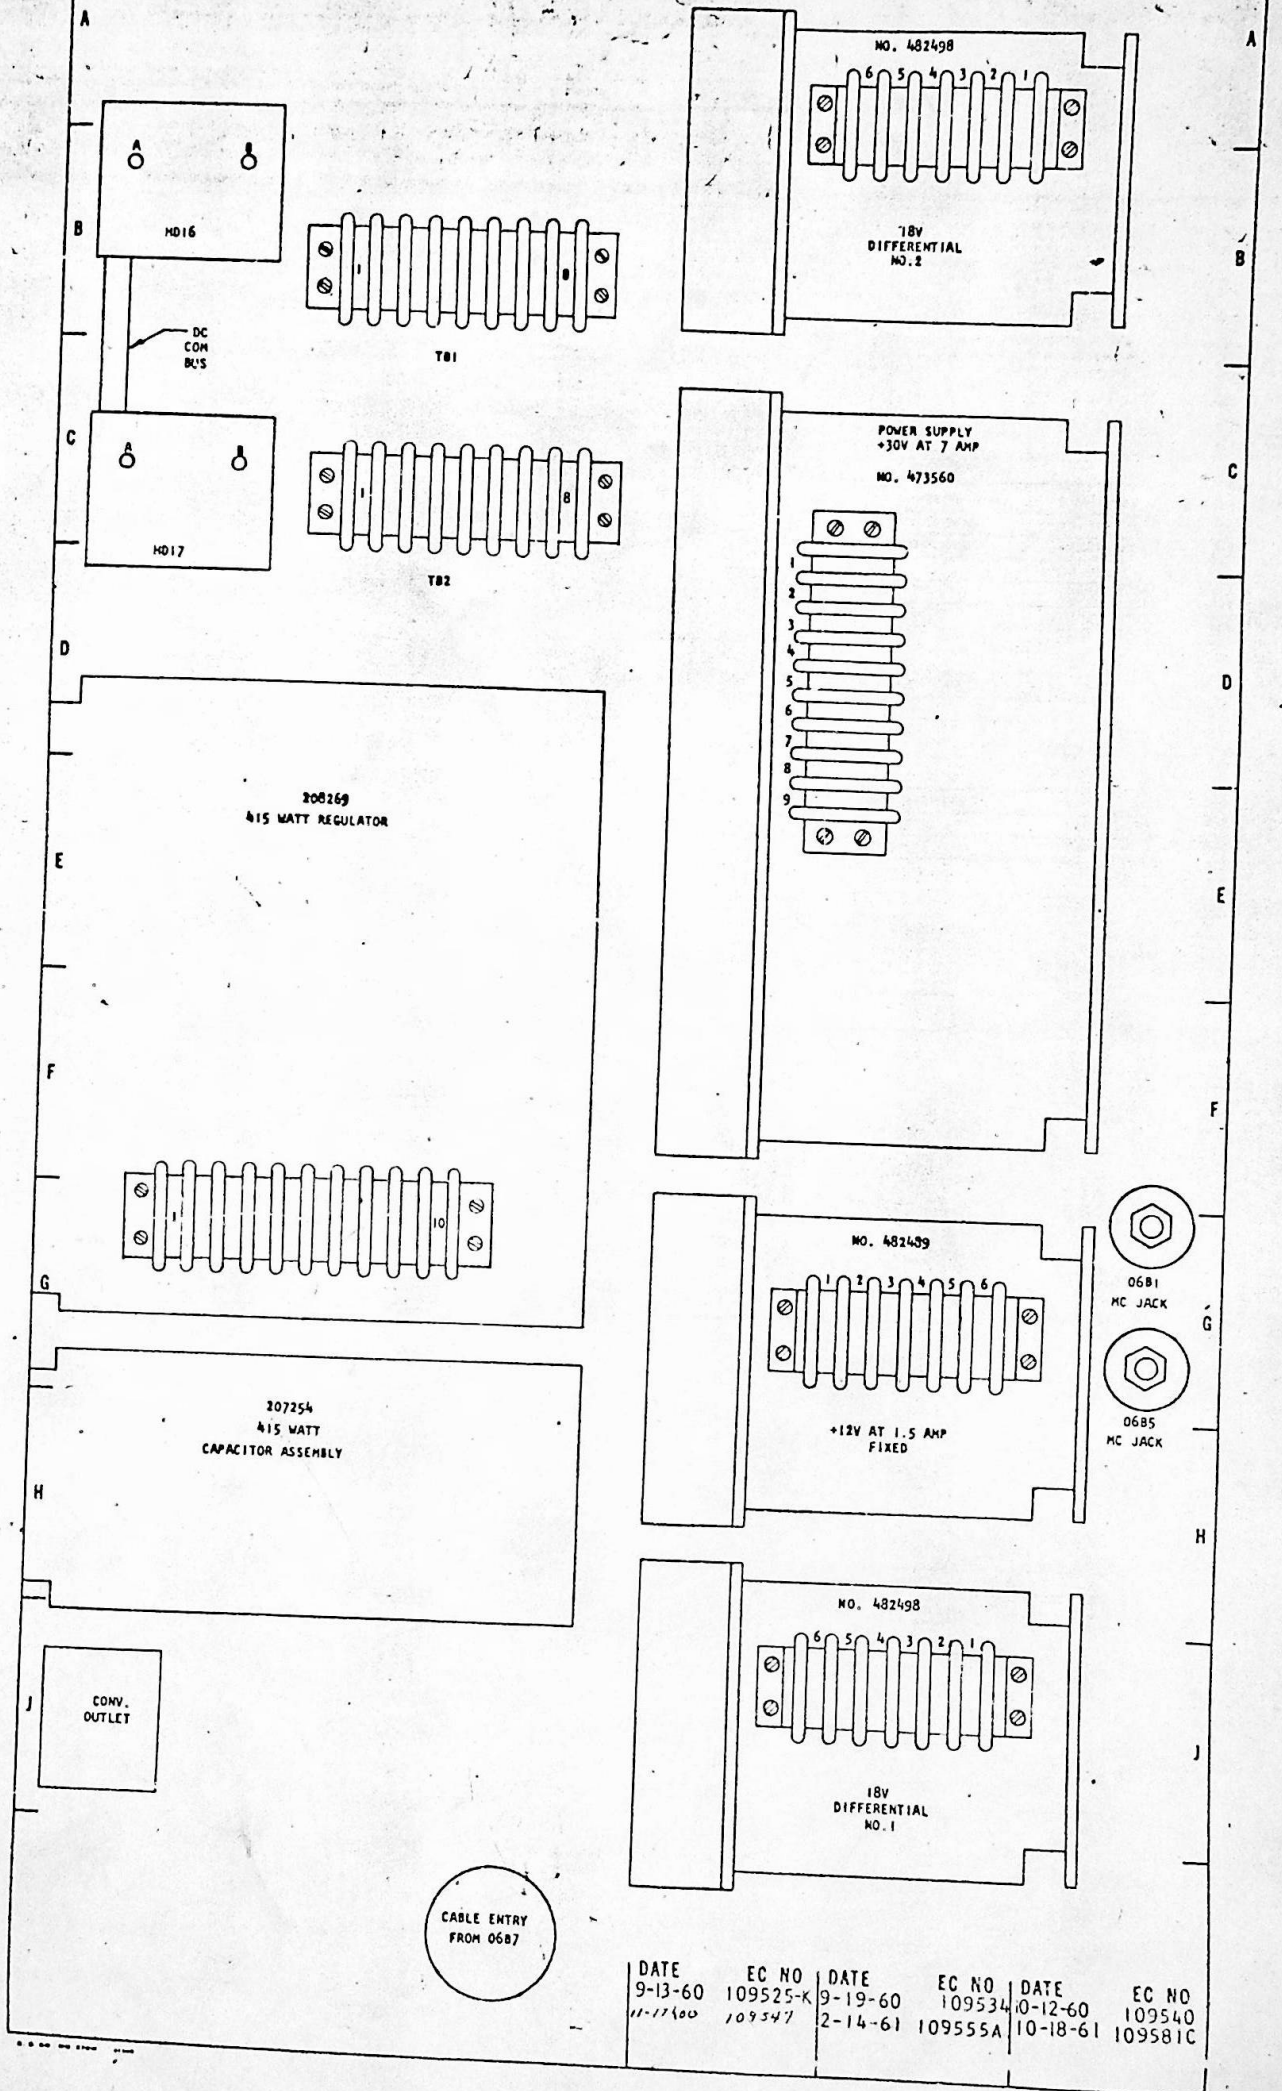 A
A
NO. 482498
6 5 4 3 2 1
18V
DIFFERENTIAL
NO.2
A
B
HD16
B
B
1
TB1
DC
COM
BUS
C
A
HD17
1 8
TB2
POWER SUPPLY
+30V AT 7 AMP
NO. 473560
C
1
2
3
4
5
6
7
8
9
D
D
208269
415 WATT REGULATOR
E
E
F
F
1 10
G
NO. 482489
1 2 3 4 5 6
+12V AT 1.5 AMP
FIXED
06B1
MC JACK
G
06B5
MC JACK
207254
415 WATT
CAPACITOR ASSEMBLY
H
H
NO. 482498
6 5 4 3 2 1
18V
DIFFERENTIAL
NO.1
J
CONV.
OUTLET
J
CABLE ENTRY
FROM 06B7
DATE EC NO DATE EC NO DATE EC NO
9-13-60 109525-K 9-19-60 109534 10-12-60 109540
109547 2-14-61 109555A 10-18-61 109581C